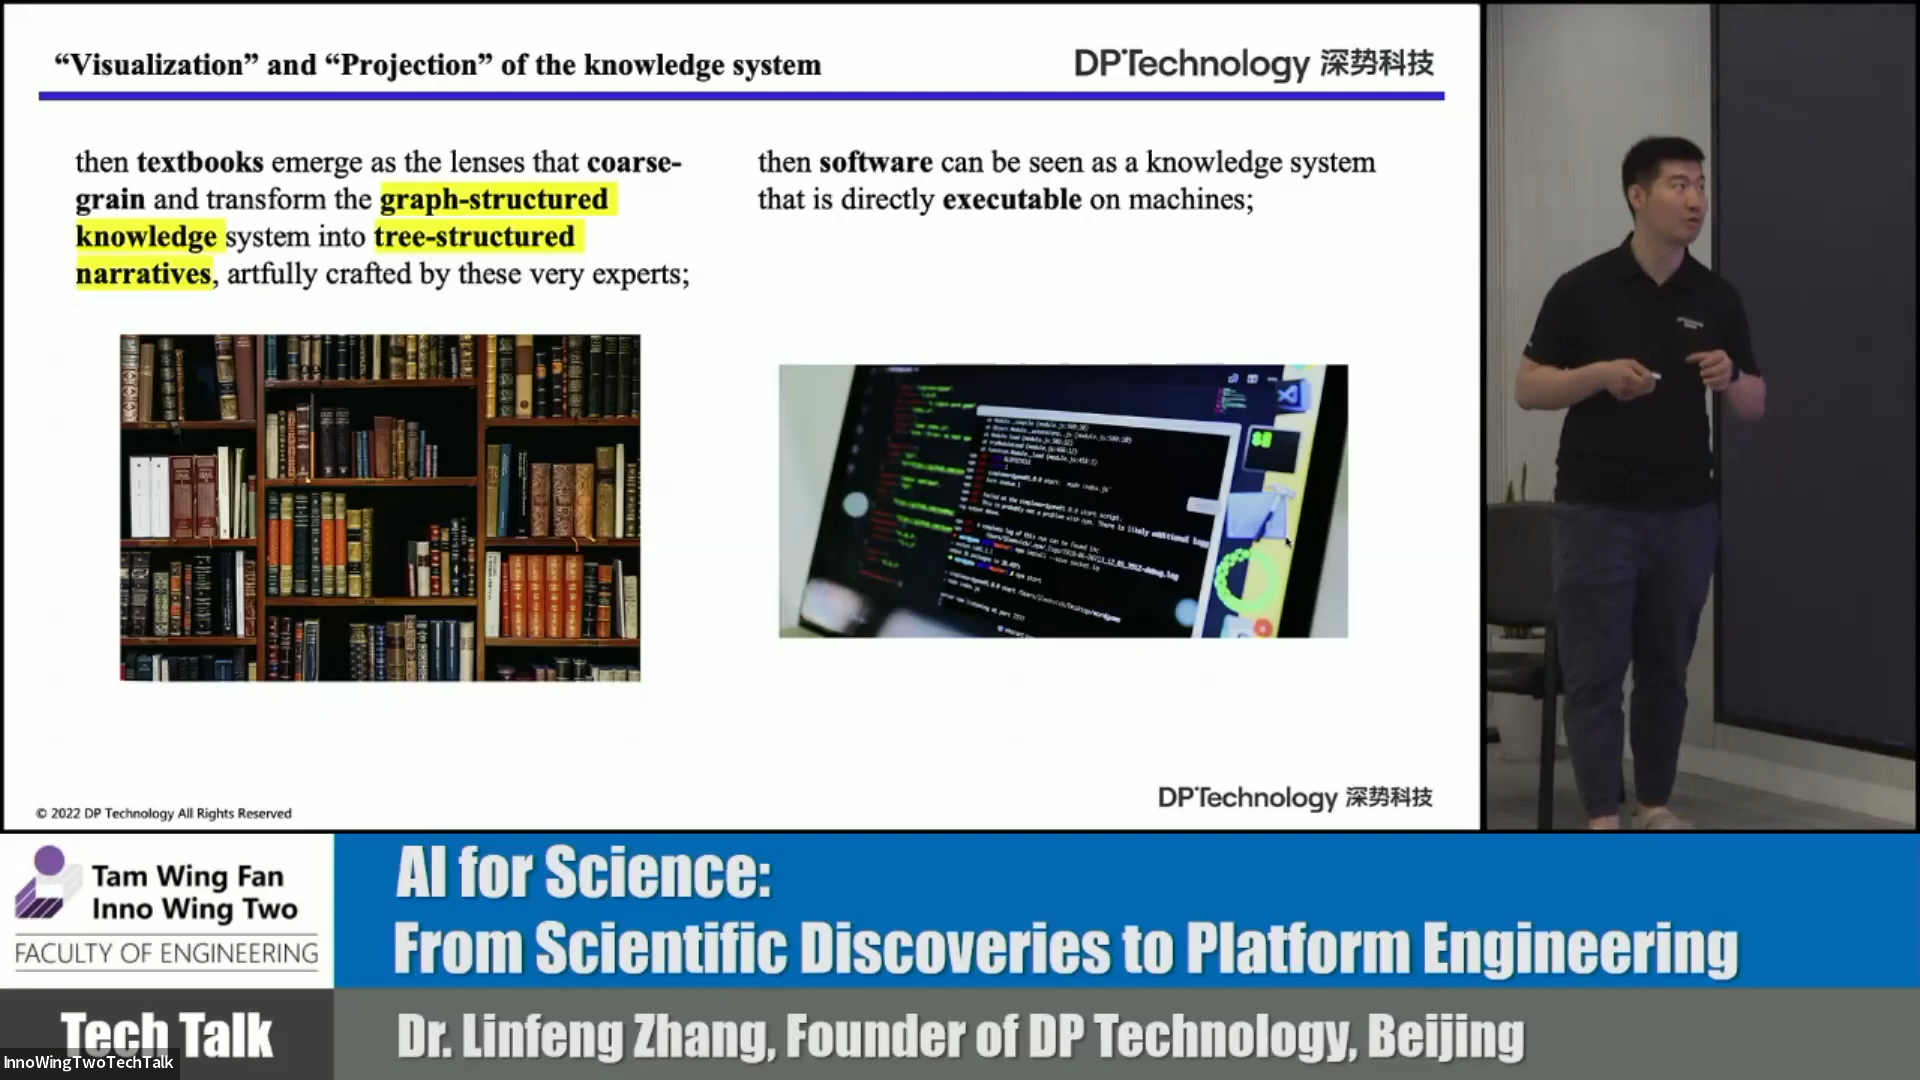 “Visualization” and “Projection” of the knowledge system
DP Technology 深势科技
then textbooks emerge as the lenses that coarse-
grain and transform the graph-structured
knowledge system into tree-structured
narratives, artfully crafted by these very experts;
then software can be seen as a knowledge system
that is directly executable on machines;
DP Technology 深势科技
© 2022 DP Technology All Rights Reserved
Tam Wing Fan
Inno Wing Two
FACULTY OF ENGINEERING
AI for Science:
From Scientific Discoveries to Platform Engineering
Tech Talk
Dr. Linfeng Zhang, Founder of DP Technology, Beijing
InnoWingTwoTechTalk